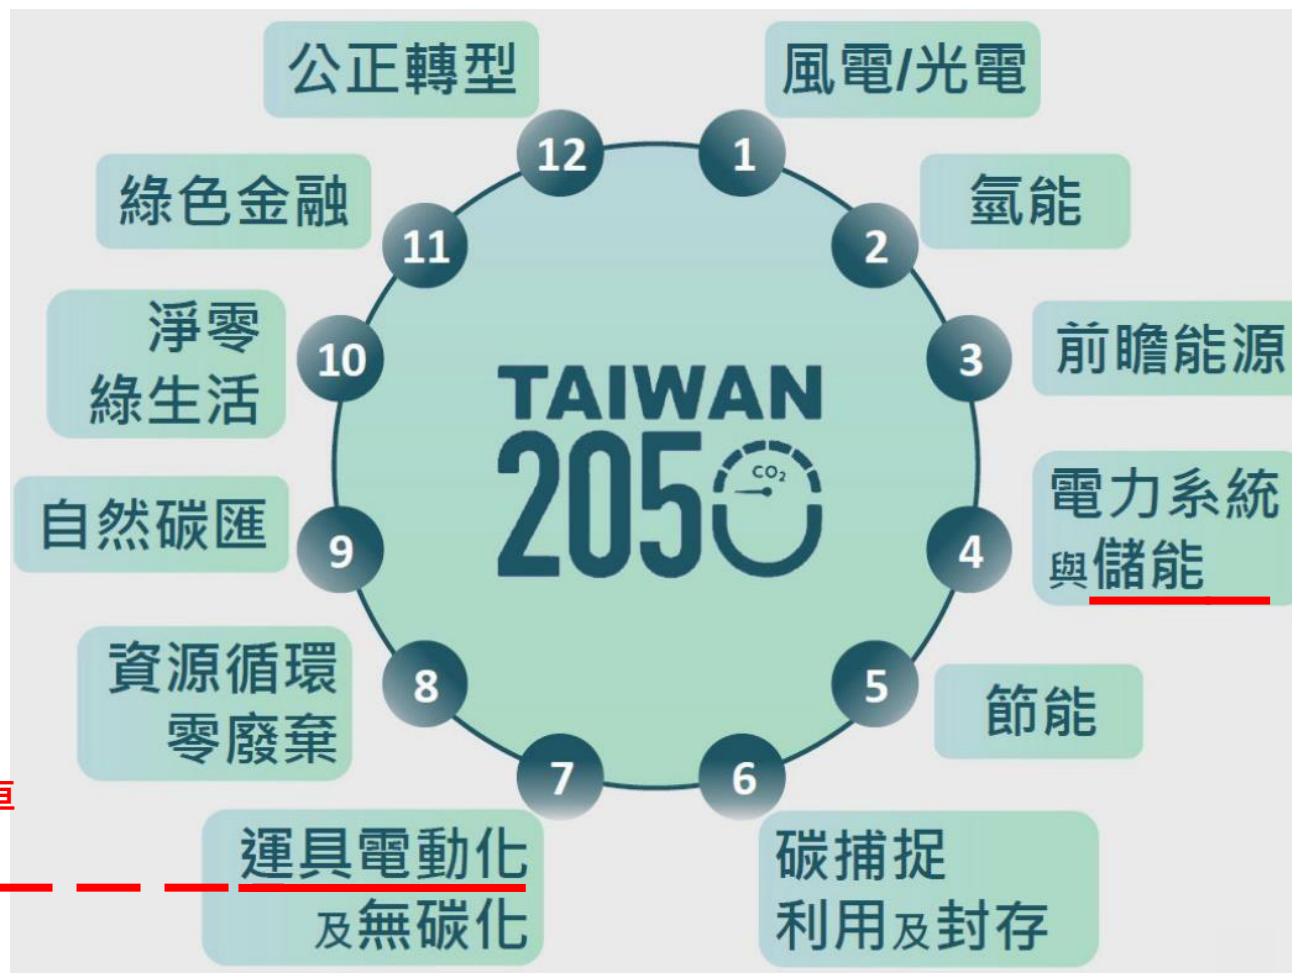 公正轉型
風電/光電
12
1
綠色金融
氫能
11
2
淨零
綠生活
10
3
前瞻能源
TAIWAN
2050
CO₂
自然碳匯
9
4
電力系統
與儲能
資源循環
零廢棄
8
5
節能
7
6
運具電動化
及無碳化
碳捕捉
利用及封存